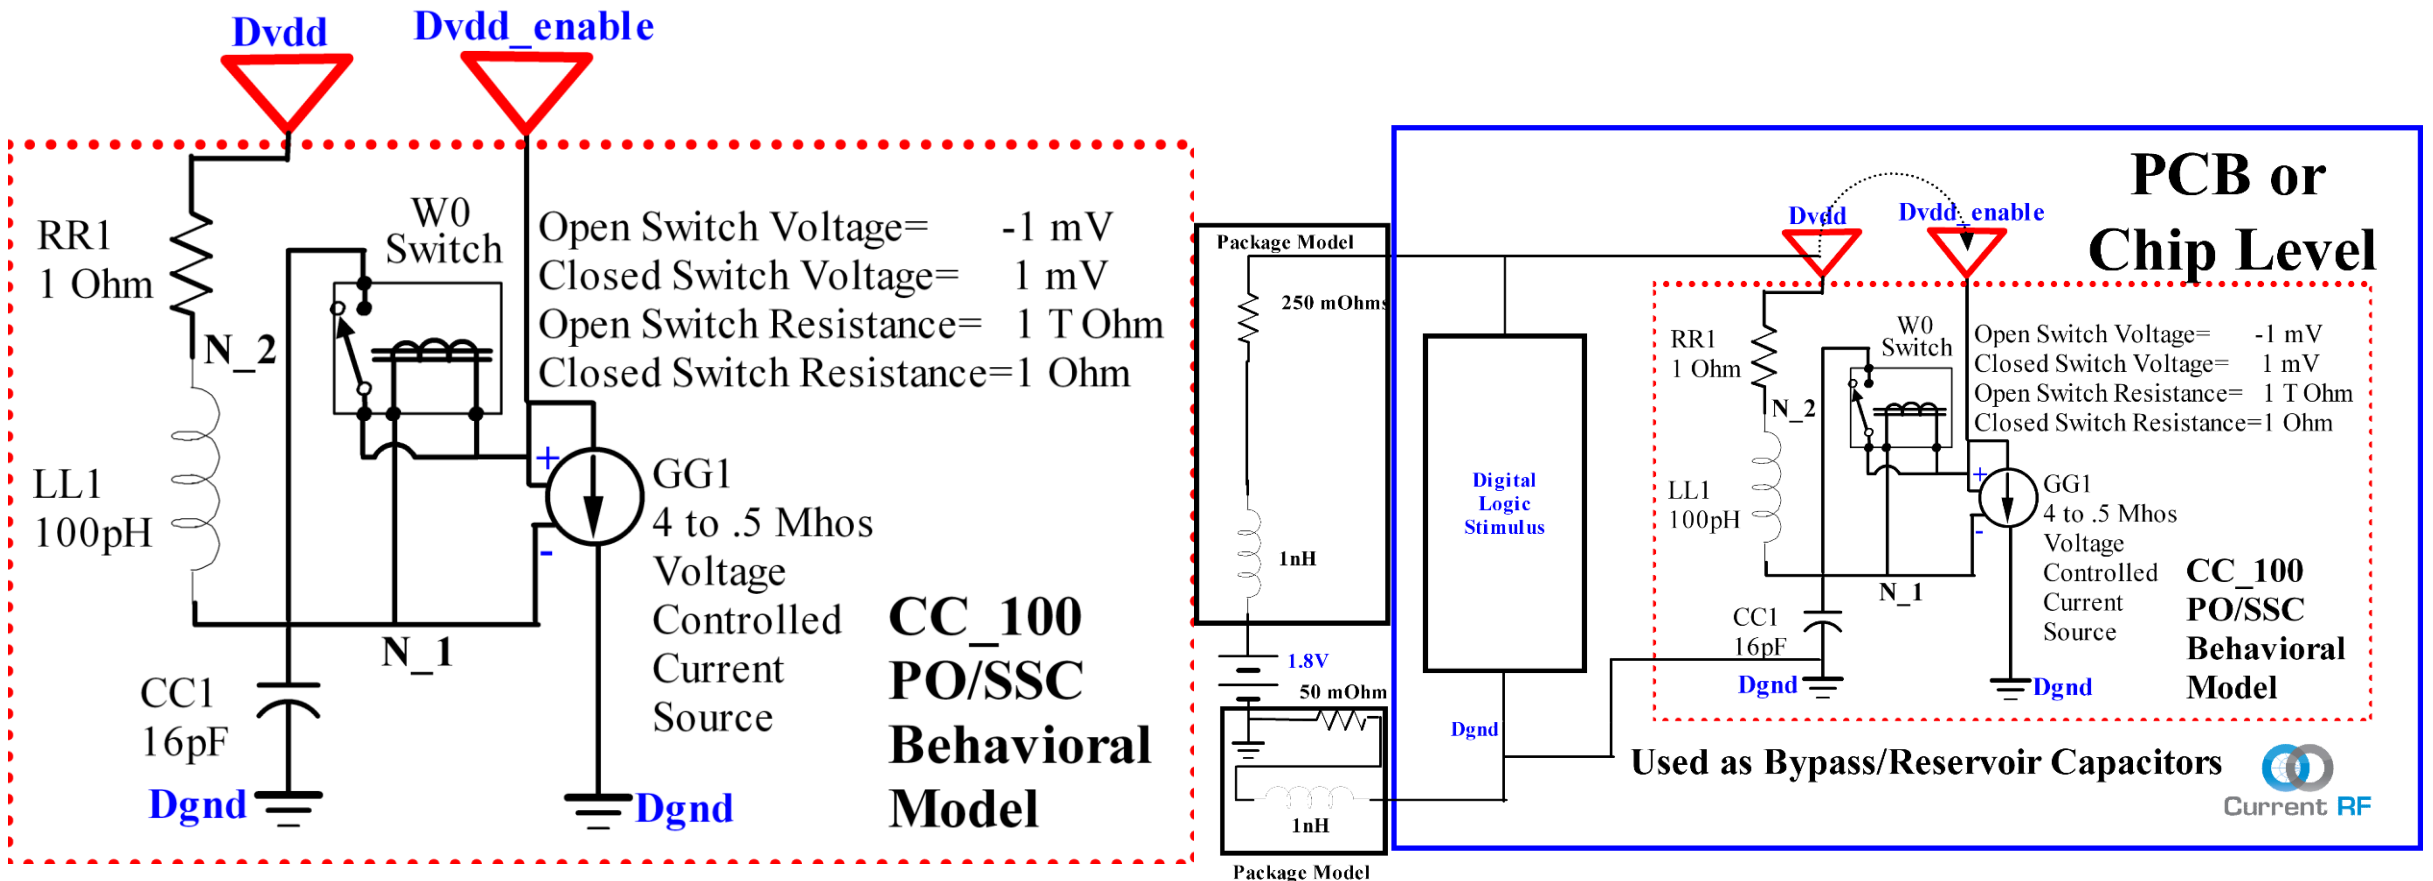 Dvdd
Dvdd_enable
RR1
1 Ohm
W0
Switch
Open Switch Voltage= -1 mV
Closed Switch Voltage= 1 mV
Open Switch Resistance= 1 T Ohm
Closed Switch Resistance=1 Ohm
N_2
LL1
100pH
+
-
GG1
4 to .5 Mhos
Voltage
Controlled
Current
Source
N_1
CC1
16pF
Dgnd
Dgnd
CC_100
PO/SSC
Behavioral
Model
Package Model
250 mOhms
1nH
1.8V
50 mOhm
1nH
Package Model
Digital
Logic
Stimulus
Dgnd
PCB or
Chip Level
Dvdd
Dvdd_enable
RR1
1 Ohm
W0
Switch
Open Switch Voltage= -1 mV
Closed Switch Voltage= 1 mV
Open Switch Resistance= 1 T Ohm
Closed Switch Resistance=1 Ohm
N_2
LL1
100pH
+
-
GG1
4 to .5 Mhos
Voltage
Controlled
Current
Source
N_1
CC1
16pF
Dgnd
Dgnd
CC_100
PO/SSC
Behavioral
Model
Used as Bypass/Reservoir Capacitors
Current RF